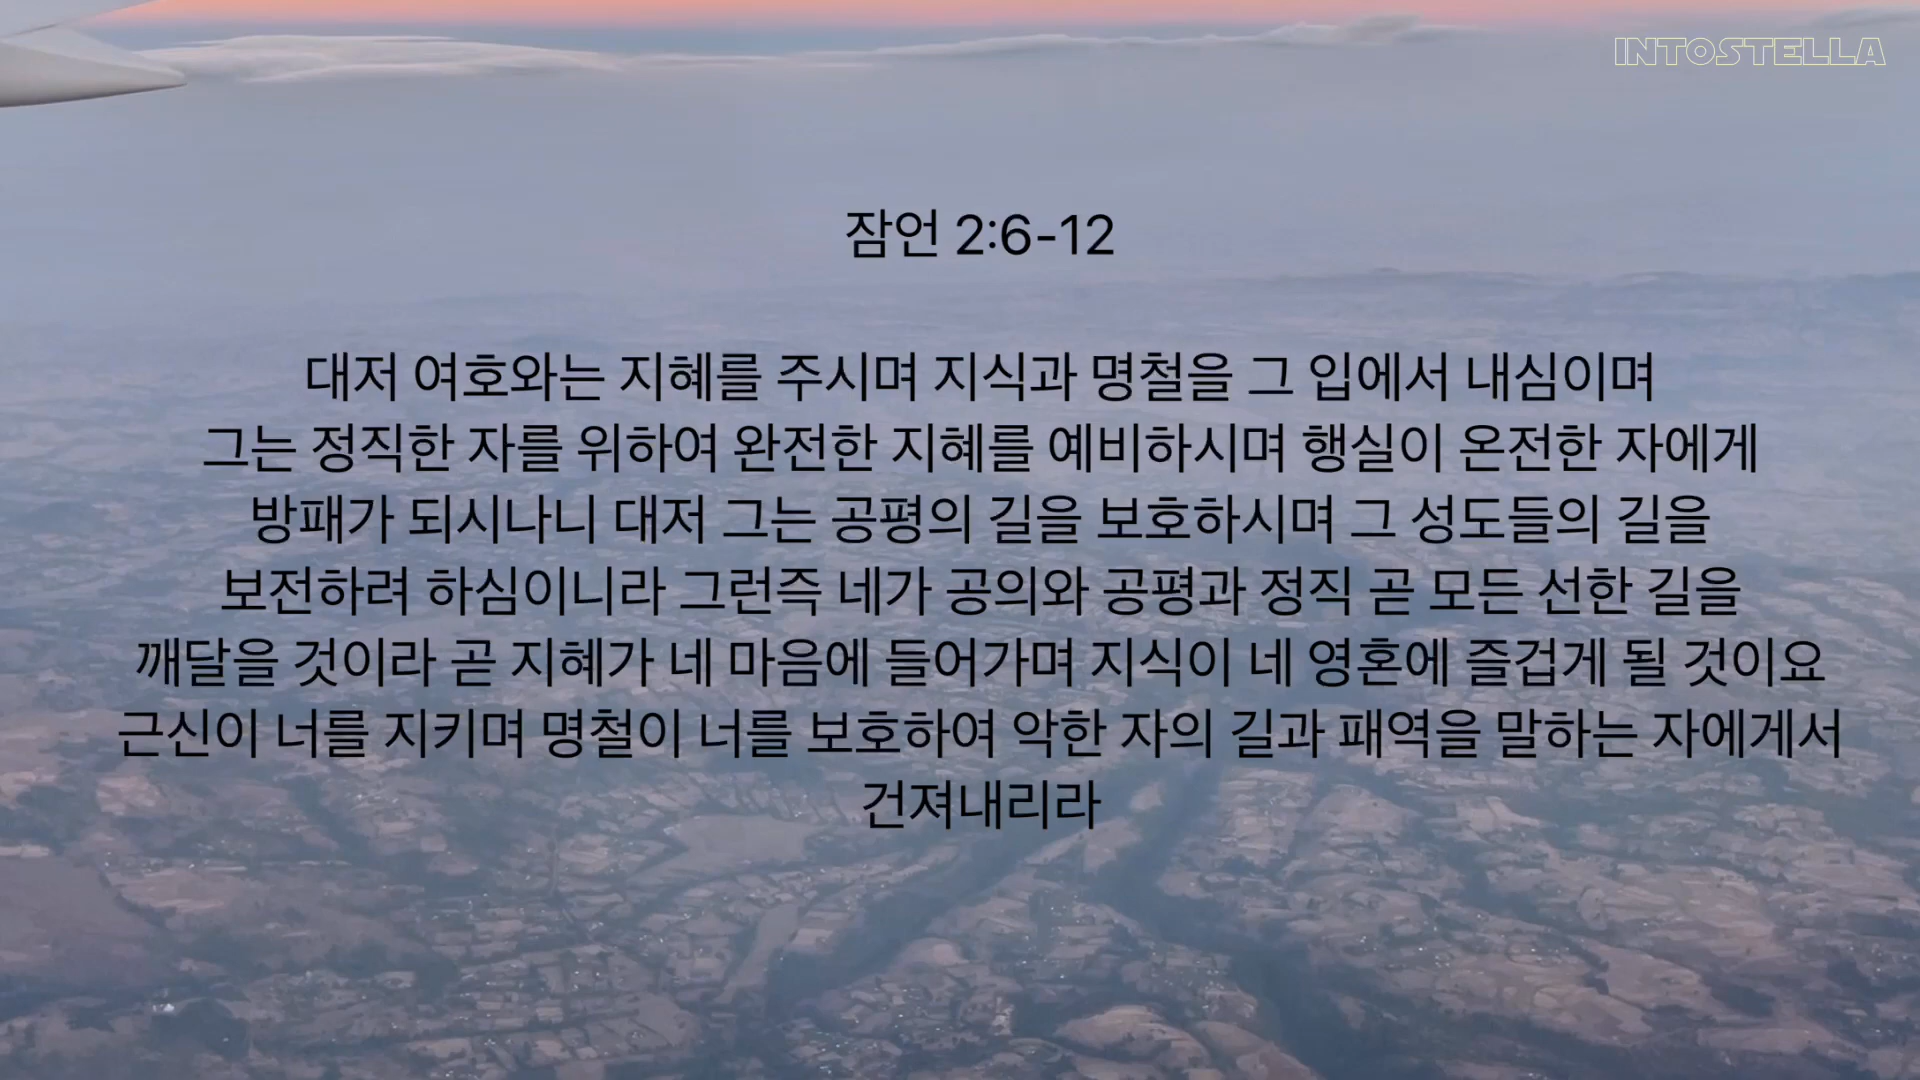 INTOSTELLA
잠언 2:6-12
대저 여호와는 지혜를 주시며 지식과 명철을 그 입에서 내심이며
그는 정직한 자를 위하여 완전한 지혜를 예비하시며 행실이 온전한 자에게
방패가 되시나니 대저 그는 공평의 길을 보호하시며 그 성도들의 길을
보전하려 하심이니라 그런즉 네가 공의와 공평과 정직 곧 모든 선한 길을
깨달을 것이라 곧 지혜가 네 마음에 들어가며 지식이 네 영혼에 즐겁게 될 것이요
근신이 너를 지키며 명철이 너를 보호하여 악한 자의 길과 패역을 말하는 자에게서
건져내리라